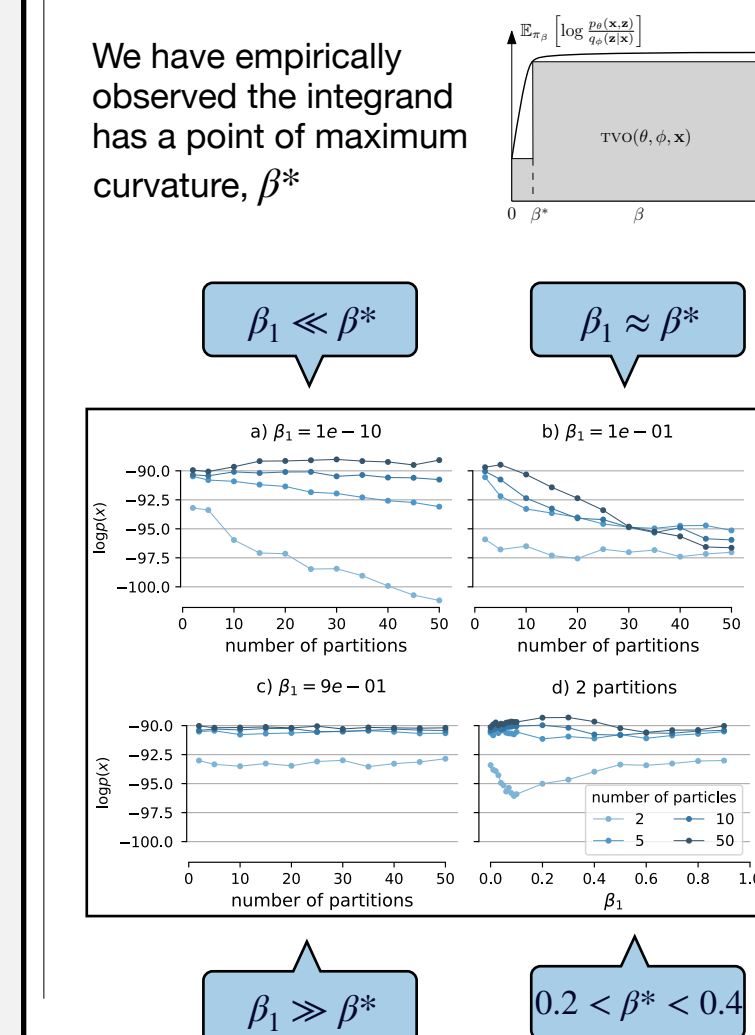 We have empirically
observed the integrand
has a point of maximum
curvature, β*
𝔼_{π_β} [log p_θ(x,z) / q_ϕ(z|x)]
TVO(θ, ϕ, x)
0 β* β
β₁ ≪ β*
β₁ ≈ β*
a) β₁ = 1e − 10
b) β₁ = 1e − 01
logp(x)
−90.0
−92.5
−95.0
−97.5
−100.0
0 10 20 30 40 50
0 10 20 30 40 50
number of partitions
number of partitions
c) β₁ = 9e − 01
d) 2 partitions
logp(x)
−90.0
−92.5
−95.0
−97.5
−100.0
number of particles
2 10
5 50
0 10 20 30 40 50
0.0 0.2 0.4 0.6 0.8 1.0
number of partitions
β₁
β₁ ≫ β*
0.2 < β* < 0.4